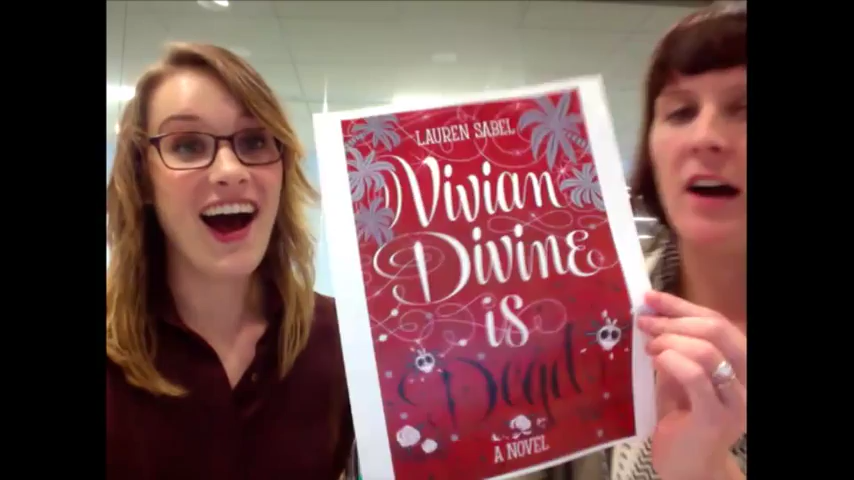 LAUREN SABEL
Vivian
Divine
is
Dead
A NOVEL